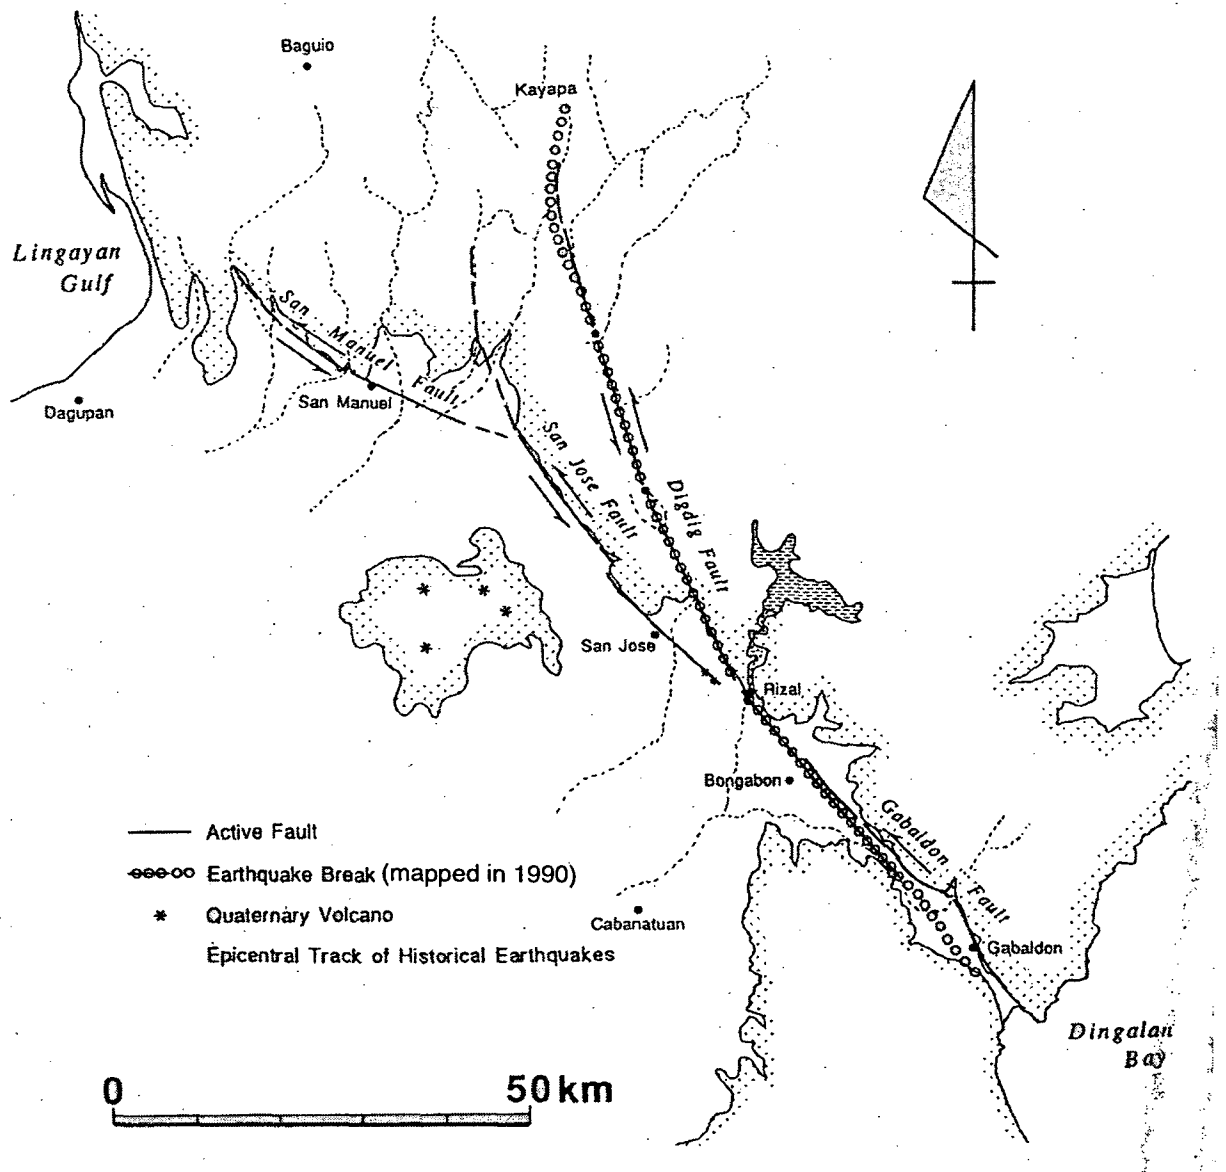 Baguio
Kayapa
Lingayan
Gulf
San Manuel Fault
San Manuel
Dagupan
San Jose Fault
Digdig Fault
San Jose
Rizal
Bongabon
Gabaldon Fault
Active Fault
Earthquake Break (mapped in 1990)
Quaternary Volcano
Cabanatuan
Gabaldon
Epicentral Track of Historical Earthquakes
Dingalan
Bay
0 50 km